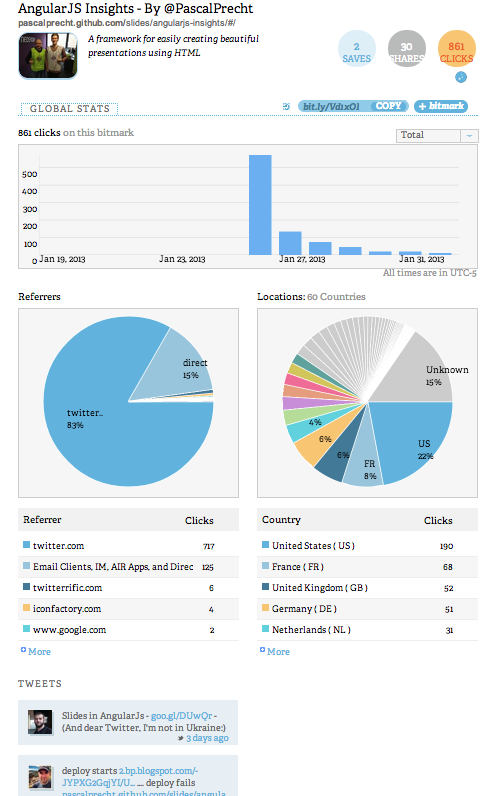 AngularJS Insights - By @PascalPrecht
pascalprecht.github.com/slides/angularjs-insights/#/
A framework for easily creating beautiful
presentations using HTML
2
SAVES
30
SHARES
861
CLICKS
GLOBAL STATS
bit.ly/Vd1xOl COPY + bitmark
861 clicks on this bitmark
Total
500
400
300
200
100
0
Jan 19, 2013 Jan 23, 2013 Jan 27, 2013 Jan 31, 2013
All times are in UTC-5
Referrers
direct
15%
twitter..
83%
Locations: 60 Countries
Unknown
15%
4%
6%
6%
FR
8%
US
22%
Referrer Clicks
twitter.com 717
Email Clients, IM, AIR Apps, and Direc 125
twitterrific.com 6
iconfactory.com 4
www.google.com 2
More
Country Clicks
United States ( US ) 190
France ( FR ) 68
United Kingdom ( GB ) 52
Germany ( DE ) 51
Netherlands ( NL ) 31
More
TWEETS
Slides in AngularJs - goo.gl/DUwQr -
(And dear Twitter, I'm not in Ukraine:)
3 days ago
deploy starts 2.bp.blogspot.com/-
JYPXG2GqjYI/U... .... deploy fails
pascalprecht.github.com/slides/angula